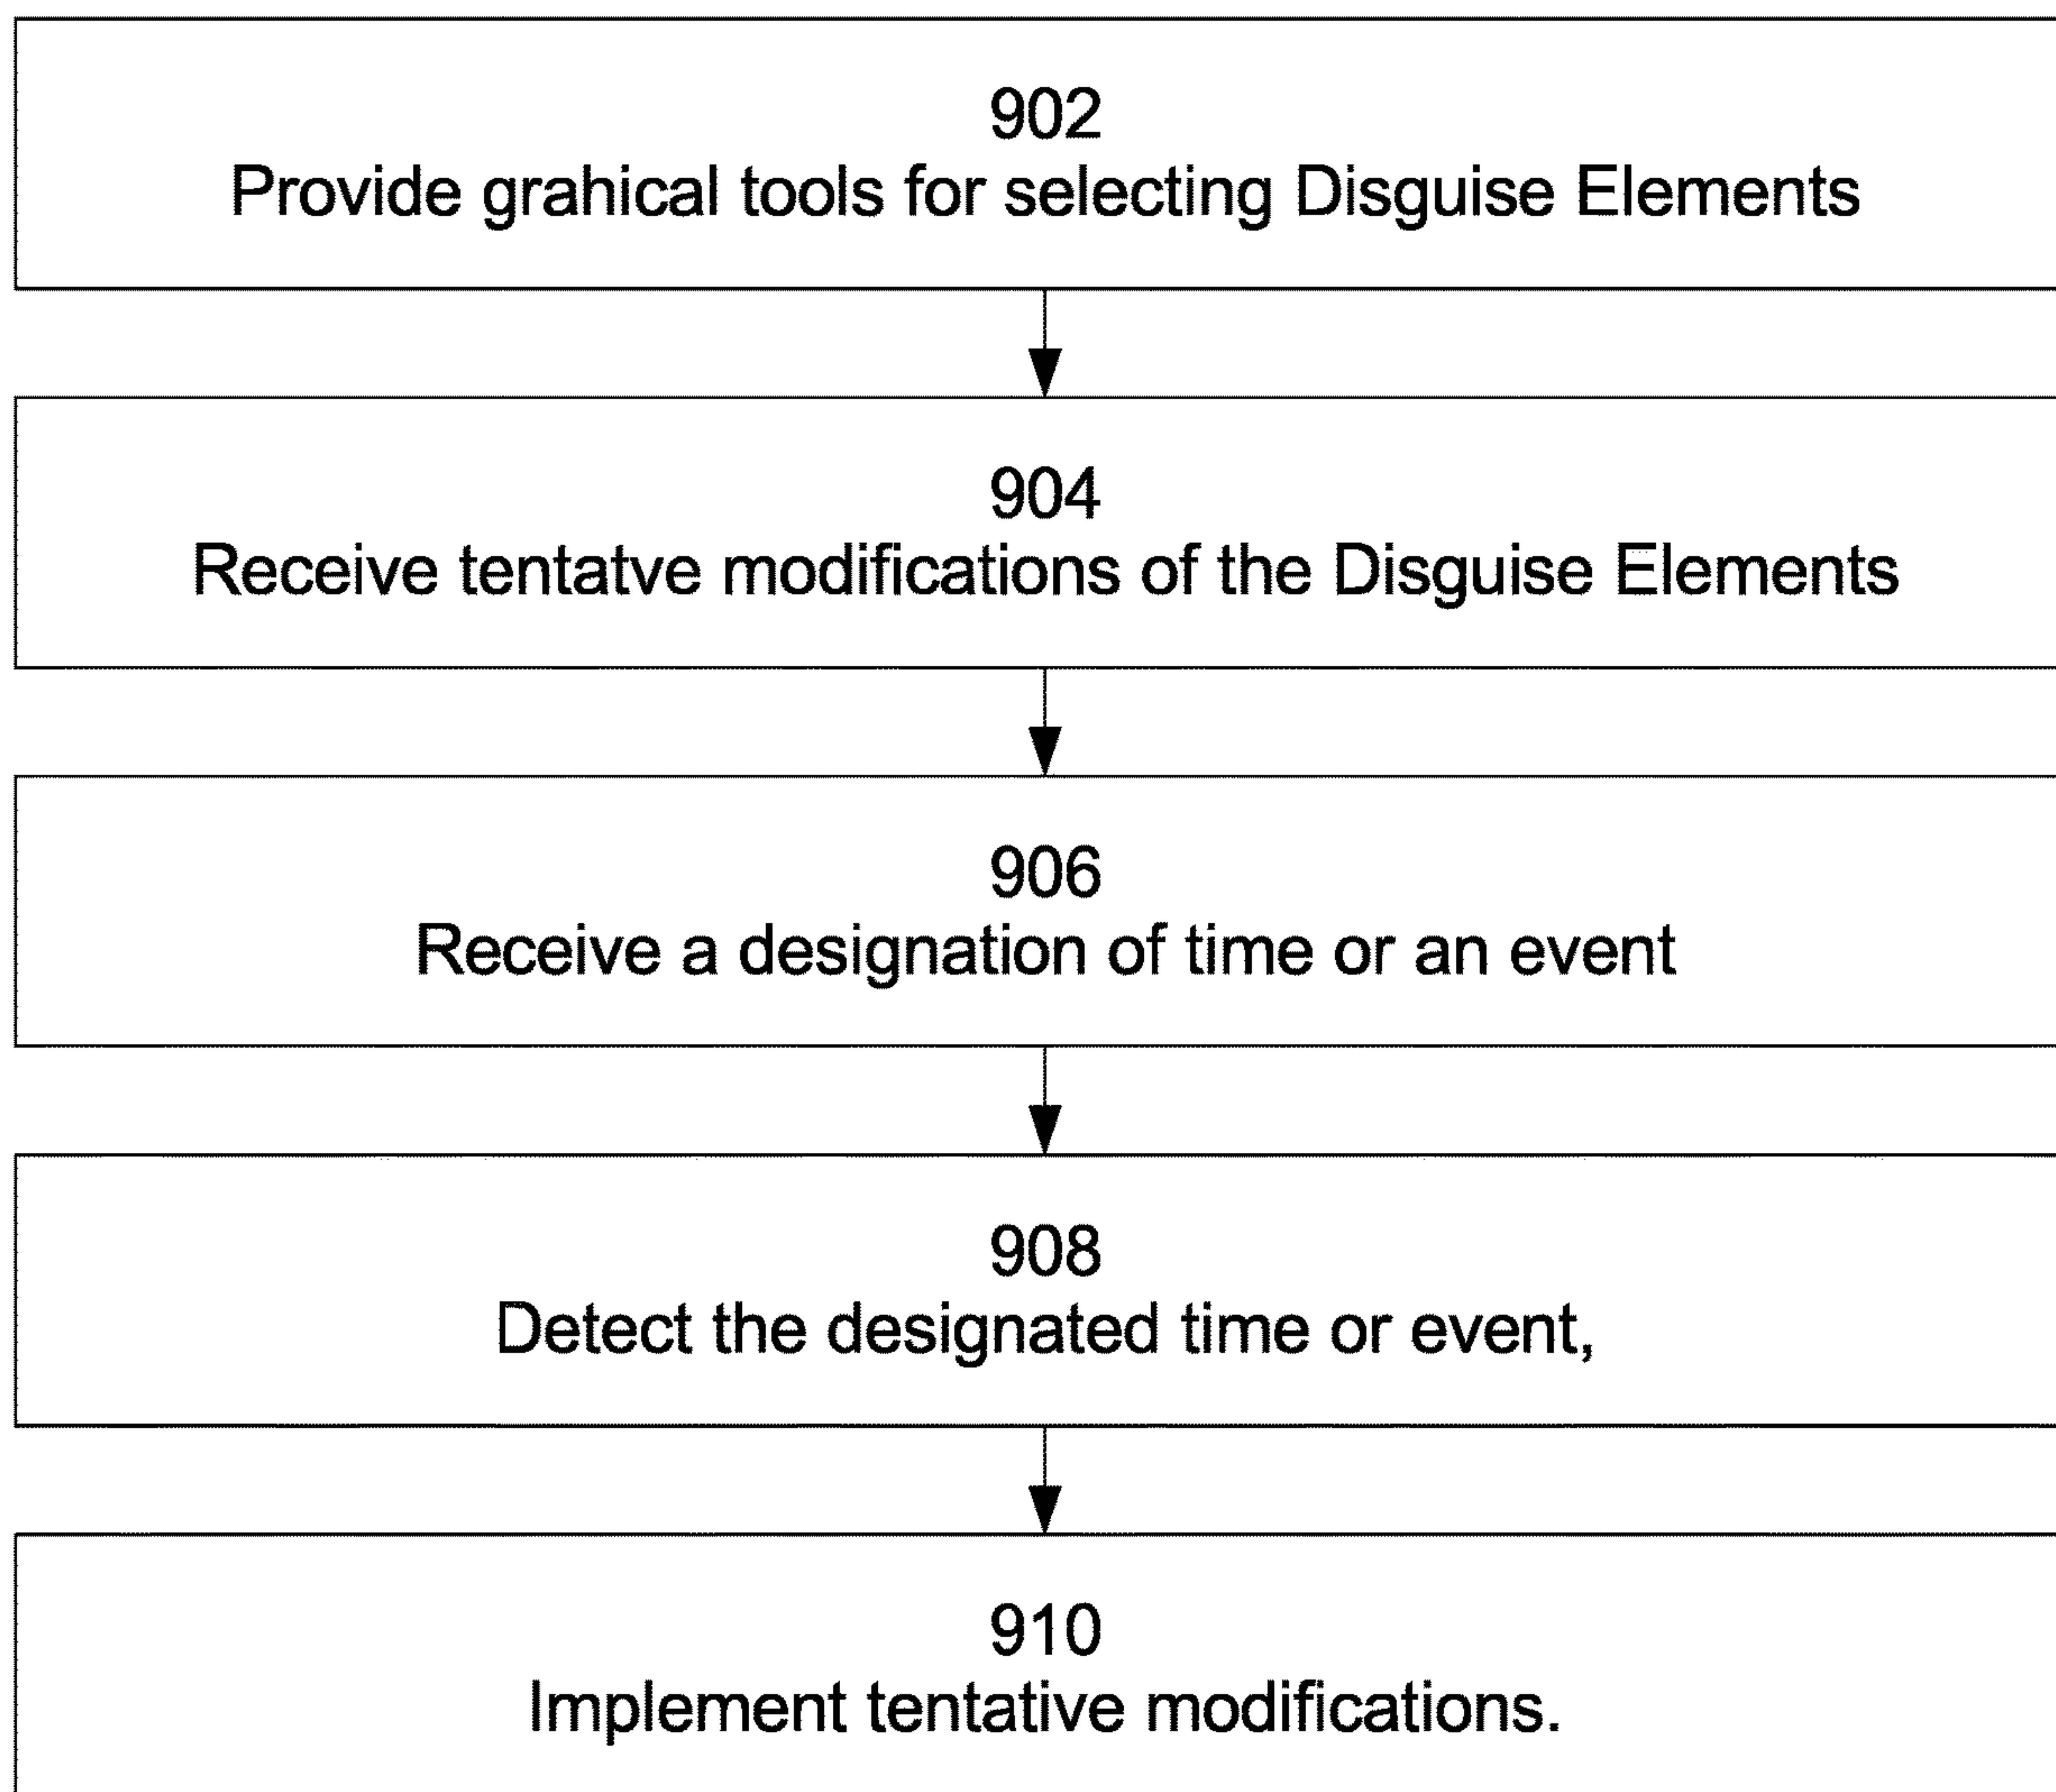 902
Provide grahical tools for selecting Disguise Elements
904
Receive tentatve modifications of the Disguise Elements
906
Receive a designation of time or an event
908
Detect the designated time or event,
910
Implement tentative modifications.